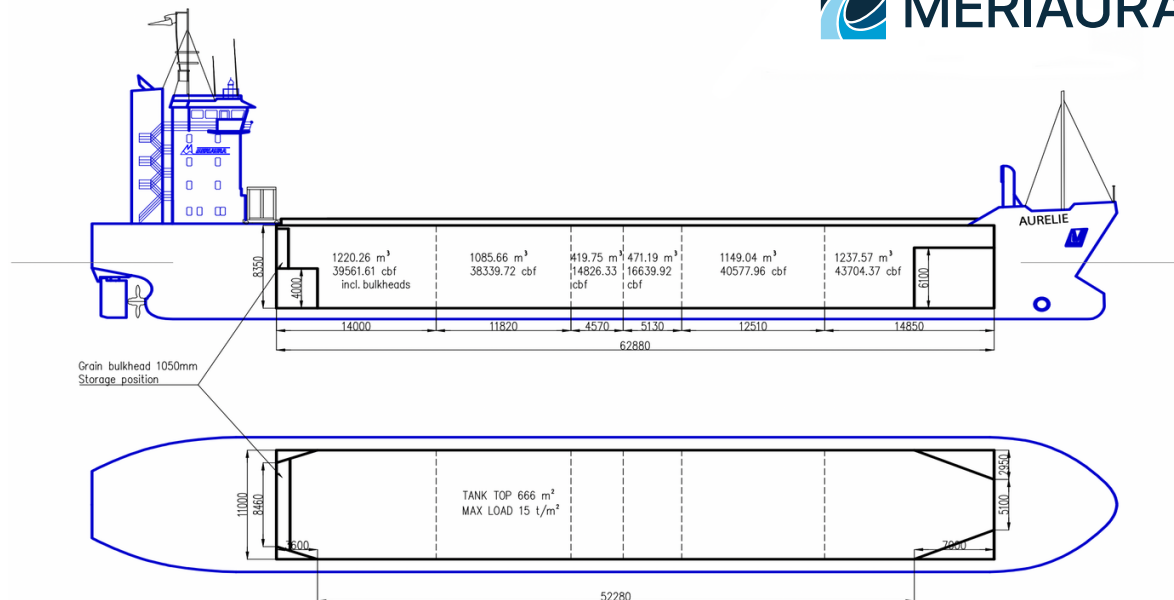 MERIAURA
AURELIE
1220.26 m³
39561.61 cbf
incl. bulkheads
1085.66 m³
38339.72 cbf
419.75 m³
14826.33
cbf
471.19 m³
16639.92
cbf
1149.04 m³
40577.96 cbf
1237.57 m³
43704.37 cbf
8350
4000
6100
14000
11820
4570
5130
12510
14850
62880
Grain bulkhead 1050mm
Storage position
TANK TOP 666 m²
MAX LOAD 15 t/m²
11000
8460
2950
5100
7000
52280